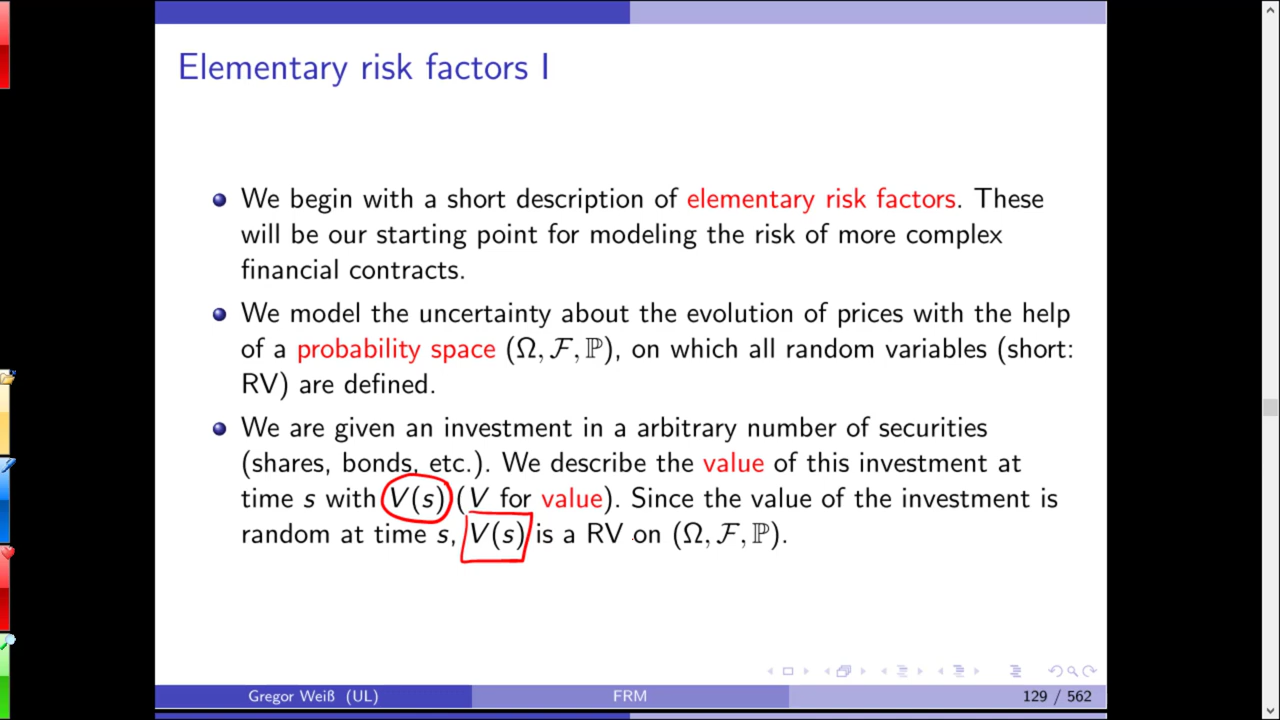 Elementary risk factors I
We begin with a short description of elementary risk factors. These
will be our starting point for modeling the risk of more complex
financial contracts.
We model the uncertainty about the evolution of prices with the help
of a probability space (Ω, ℱ, ℙ), on which all random variables (short:
RV) are defined.
We are given an investment in a arbitrary number of securities
(shares, bonds, etc.). We describe the value of this investment at
time s with V(s) (V for value). Since the value of the investment is
random at time s, V(s) is a RV on (Ω, ℱ, ℙ).
Gregor Weiß (UL) FRM 129 / 562